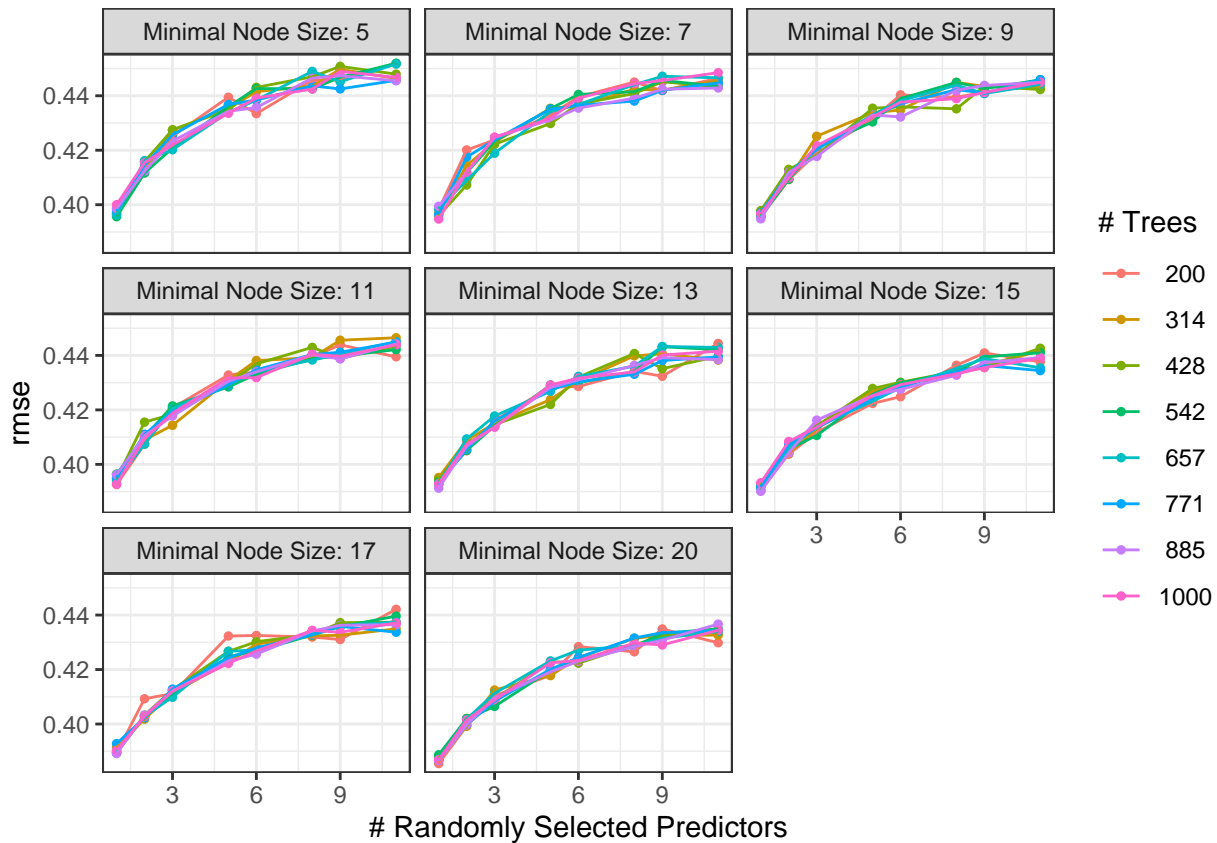 Minimal Node Size: 5
Minimal Node Size: 7
Minimal Node Size: 9
0.44
0.42
0.40
Minimal Node Size: 11
Minimal Node Size: 13
Minimal Node Size: 15
0.44
0.42
0.40
3 6 9
Minimal Node Size: 17
Minimal Node Size: 20
0.44
0.42
0.40
3 6 9
3 6 9
rmse
# Randomly Selected Predictors
# Trees
200
314
428
542
657
771
885
1000